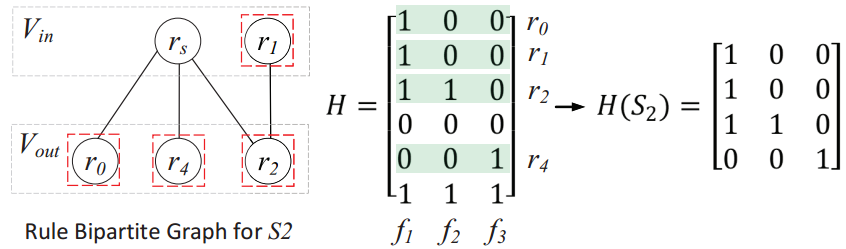 V_in r_s r_1
V_out r_0 r_4 r_2
Rule Bipartite Graph for S2
H =
1 0 0 r_0
1 0 0 r_1
1 1 0 r_2
0 0 0
0 0 1 r_4
1 1 1
f_1 f_2 f_3
→ H(S_2) =
1 0 0
1 0 0
1 1 0
0 0 1